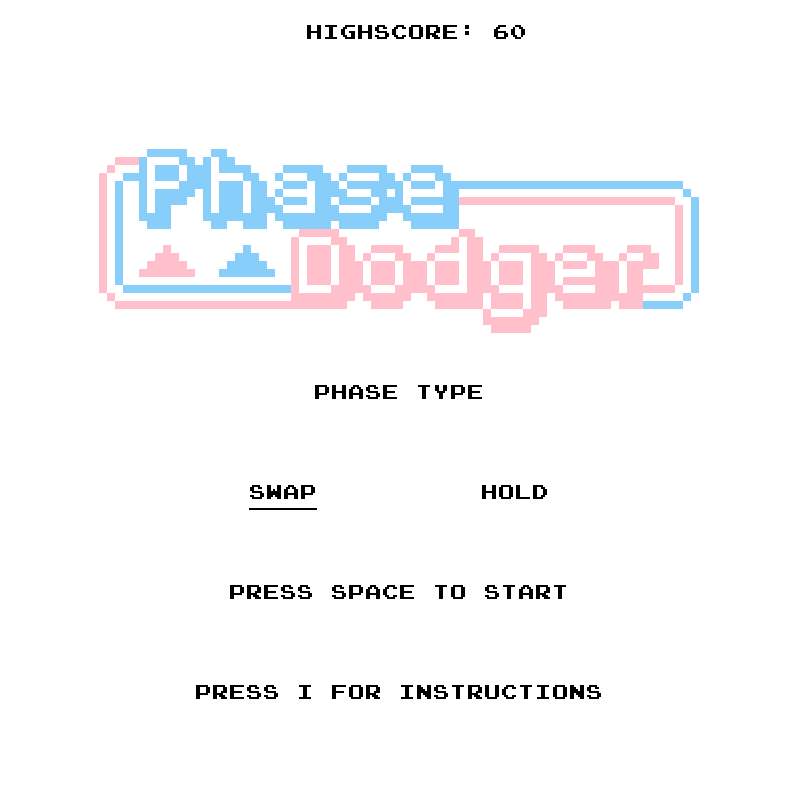 HIGHSCORE: 60
Phase
Dodger
PHASE TYPE
SWAP HOLD
PRESS SPACE TO START
PRESS I FOR INSTRUCTIONS